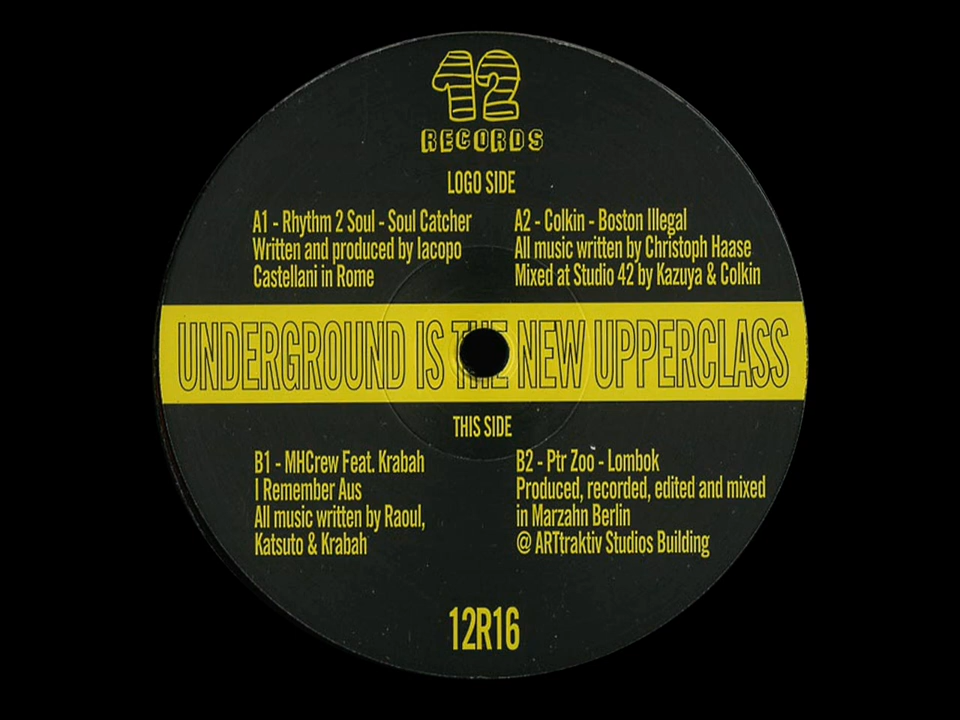 12
RECORDS
LOGO SIDE
A1 - Rhythm 2 Soul - Soul Catcher
Written and produced by Iacopo
Castellani in Rome
A2 - Colkin - Boston Illegal
All music written by Christoph Haase
Mixed at Studio 42 by Kazuya & Colkin
UNDERGROUND IS THE NEW UPPERCLASS
THIS SIDE
B1 - MHCrew Feat. Krabah
I Remember Aus
All music written by Raoul,
Katsuto & Krabah
B2 - Ptr Zoo - Lombok
Produced, recorded, edited and mixed
in Marzahn Berlin
@ ARTtraktiv Studios Building
12R16